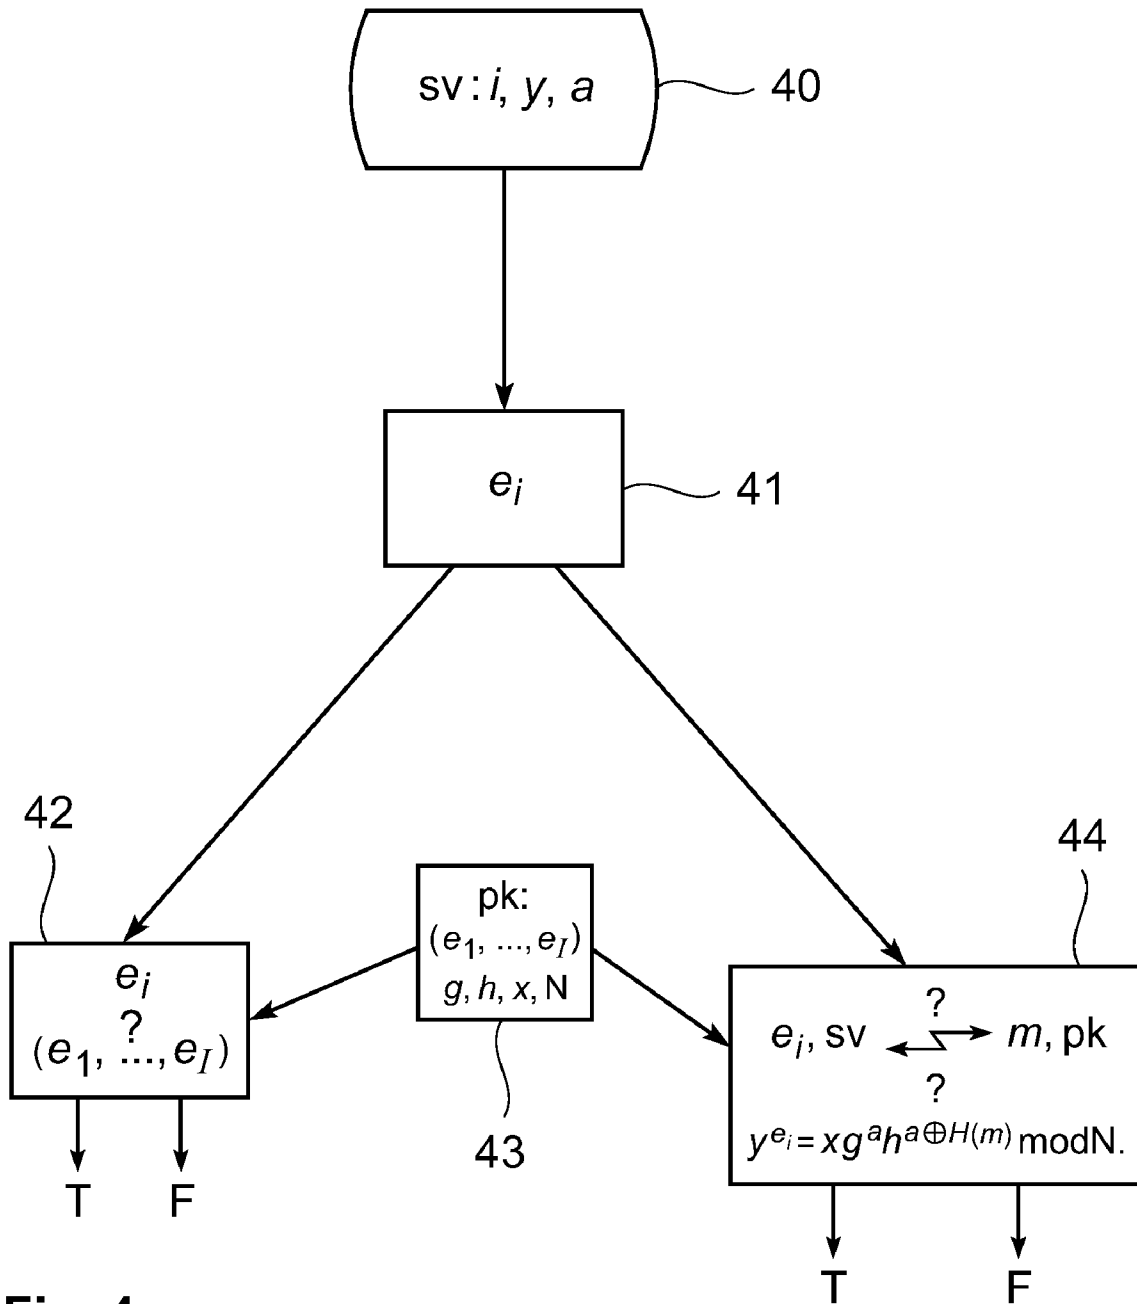 sv: i, y, a
40
e_i
41
42
44
pk:
(e_1, ..., e_I)
g, h, x, N
e_i
?
(e_1, ..., e_I)
?
e_i, sv m, pk
?
y^{e_i} = xg^a h^{a⊕H(m)} modN.
43
T F
T F